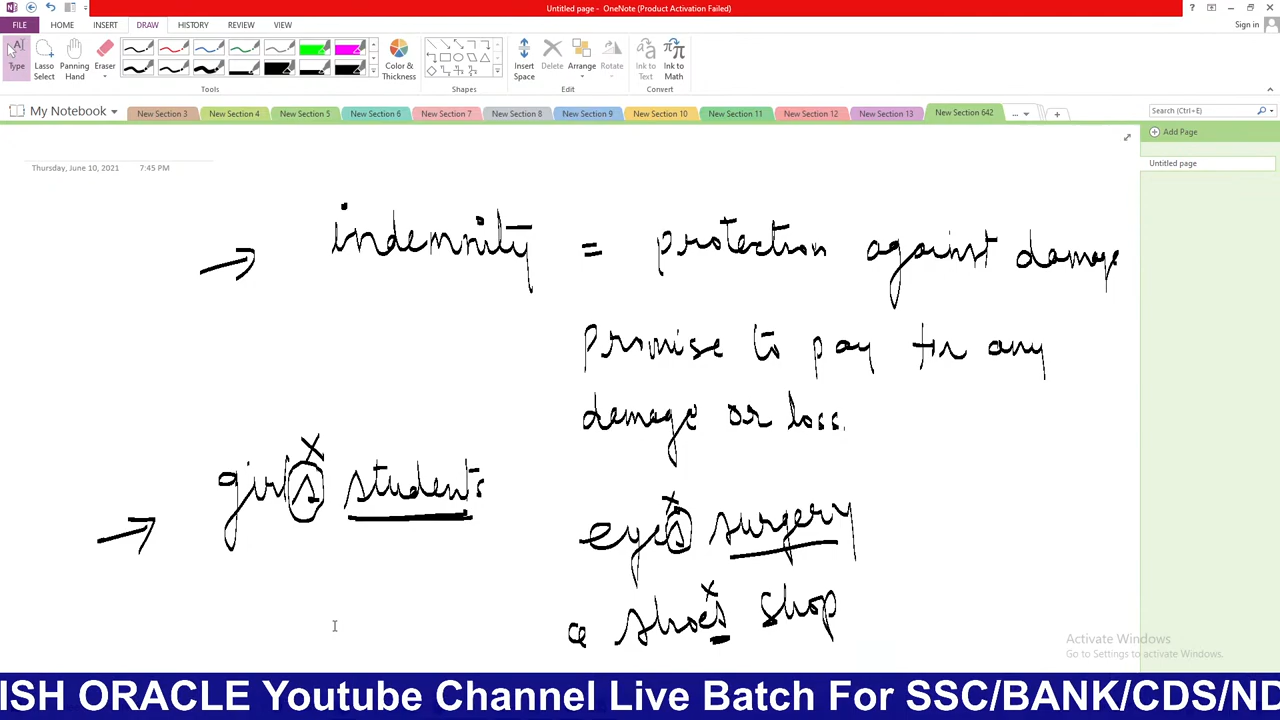 Untitled page - OneNote (Product Activation Failed)
FILE HOME INSERT DRAW HISTORY REVIEW VIEW
Sign in
Type Lasso Select Panning Hand Eraser Color & Thickness Insert Space Delete Arrange Rotate Ink to Text Ink to Math
Tools Shapes Edit Convert
My Notebook New Section 3 New Section 4 New Section 5 New Section 6 New Section 7 New Section 8 New Section 9 New Section 10 New Section 11 New Section 12 New Section 13 New Section 642 ... Search (Ctrl+E)
Add Page
Untitled page
Thursday, June 10, 2021 7:45 PM
indemnity = protection against damage
Promise to pay for any
damage or loss.
girls students
eyes surgery
a shoes shop
Activate Windows
Go to Settings to activate Windows.
ISH ORACLE Youtube Channel Live Batch For SSC/BANK/CDS/ND